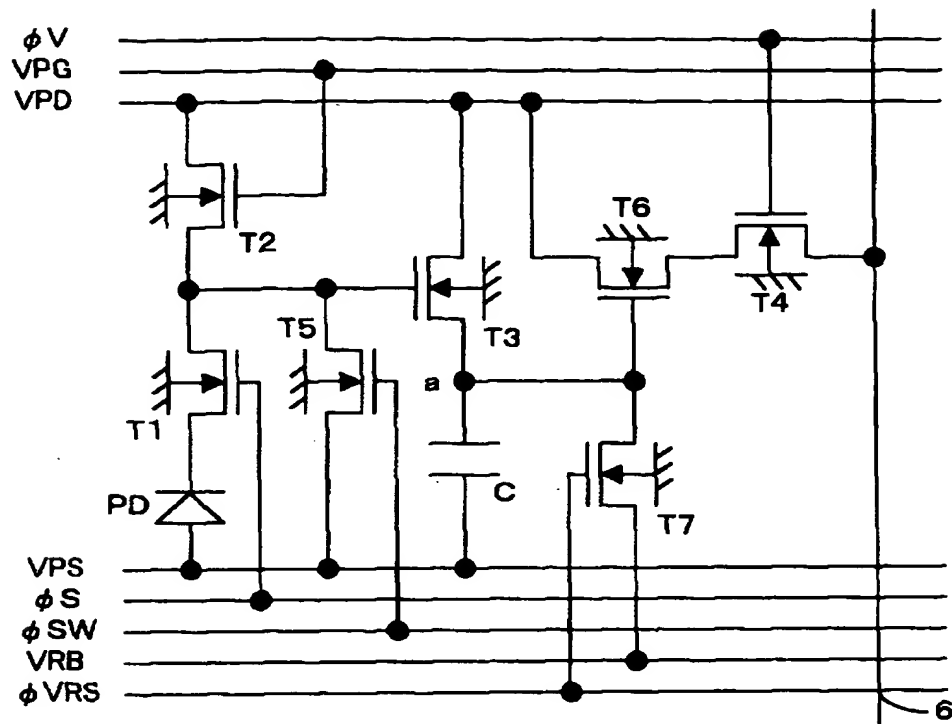 φV
VPG
VPD
T2
T6
T4
T5
T3
T1
a
C
PD
T7
VPS
φS
φSW
VRB
φVRS
6